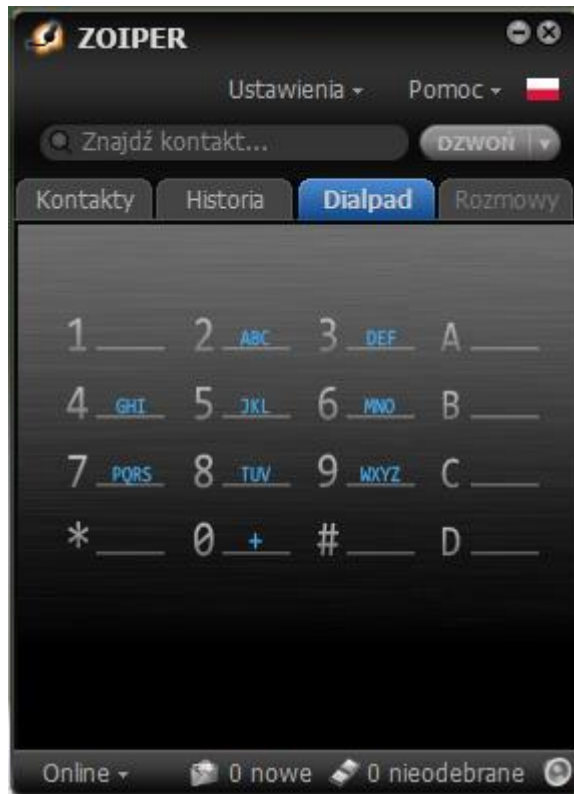 ZOIPER
Ustawienia Pomoc
Znajdź kontakt... DZWOŃ
Kontakty Historia Dialpad Rozmowy
1 2 ABC 3 DEF A
4 GHI 5 JKL 6 MNO B
7 PQRS 8 TUV 9 WXYZ C
* 0 + # D
Online 0 nowe 0 nieodebrane